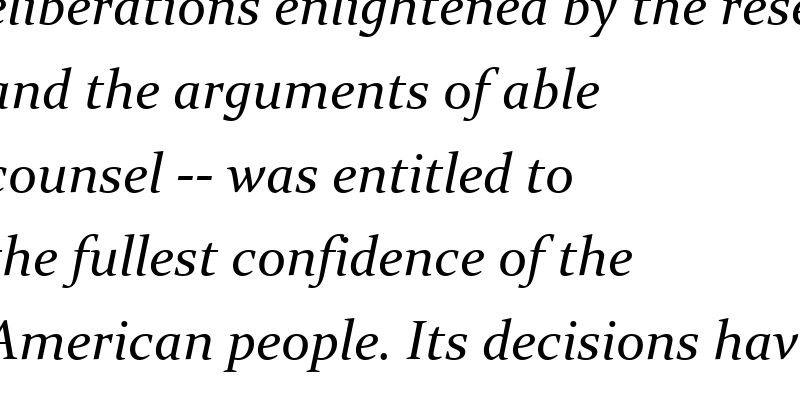 deliberations enlightened by the rese
and the arguments of able
counsel -- was entitled to
the fullest confidence of the
American people. Its decisions hav